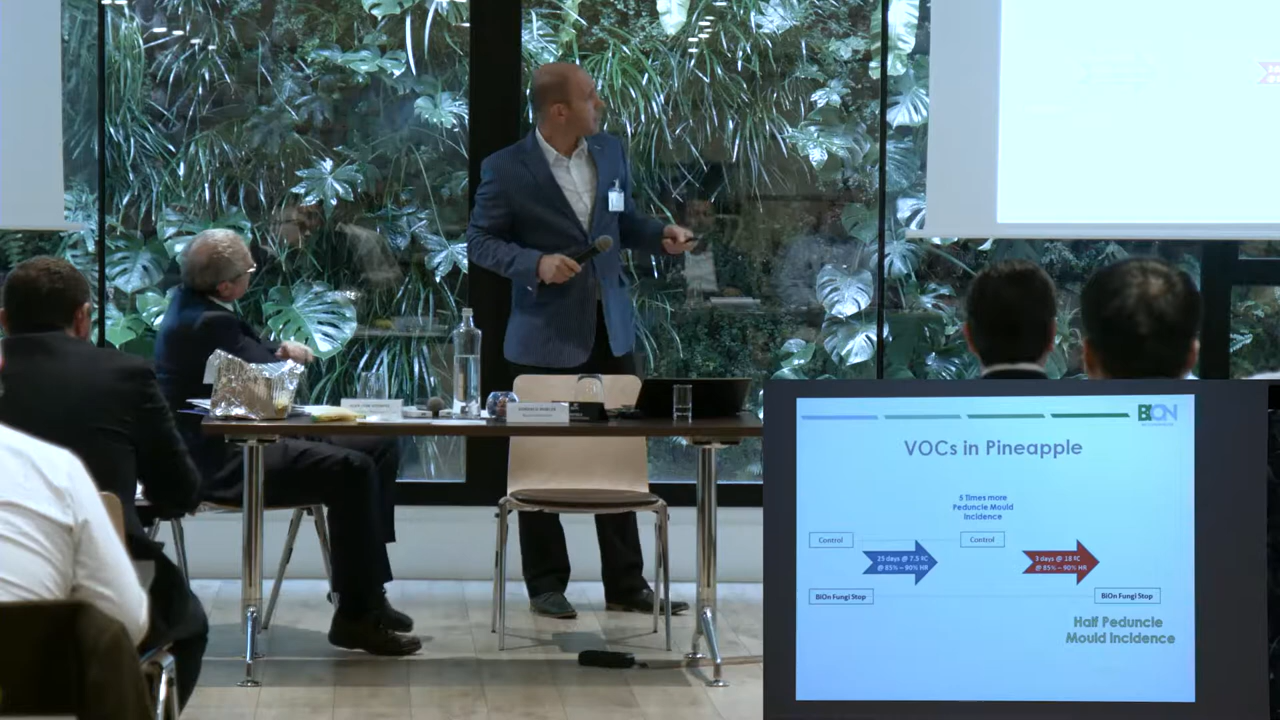 BION
VOCs in Pineapple
5 Times more
Peduncle Mould
Incidence
Control
Control
25 days @ 7.5 ºC
@ 85% – 90% HR
3 days @ 18 ºC
@ 85% – 90% HR
BIOn Fungi Stop
BIOn Fungi Stop
Half Peduncle
Mould Incidence